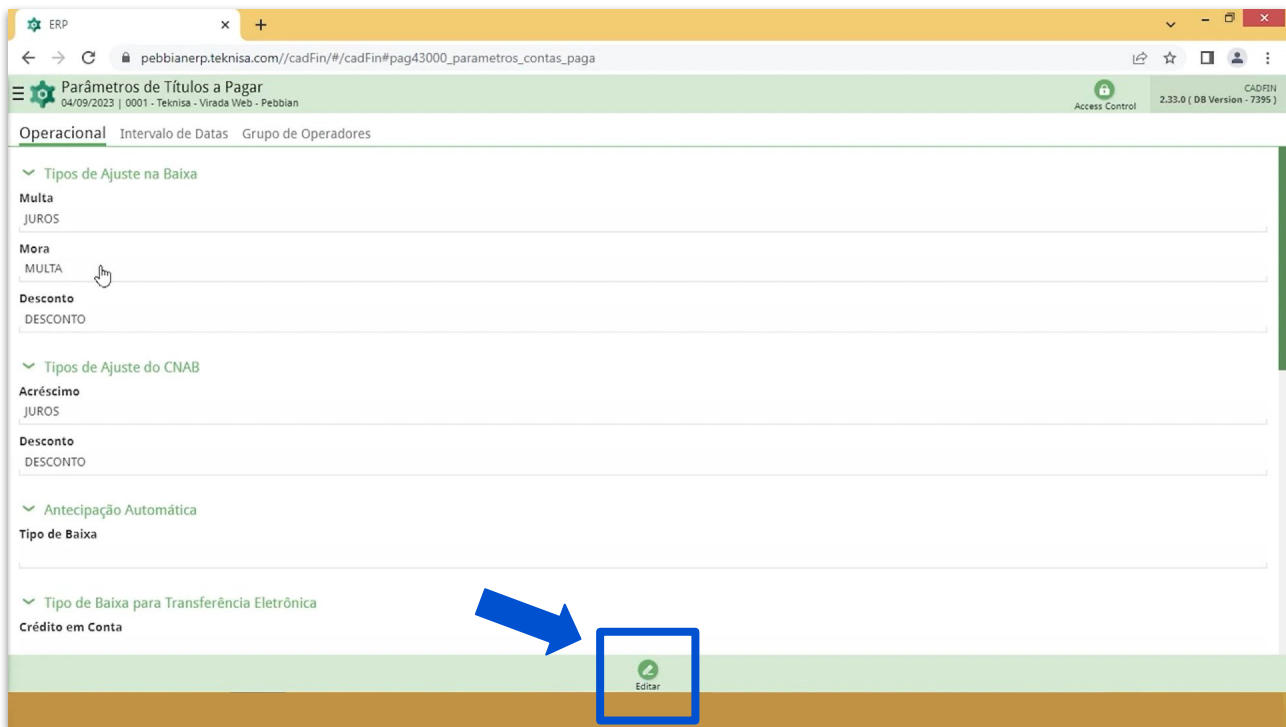 ERP
pebbianerp.teknisa.com//cadFin/#/cadFin#pag43000_parametros_contas_paga
Parâmetros de Títulos a Pagar
04/09/2023 | 0001 - Teknisa - Virada Web - Pebbian
Access Control
CADFIN
2.33.0 ( DB Version - 7395 )
Operacional Intervalo de Datas Grupo de Operadores
Tipos de Ajuste na Baixa
Multa
JUROS
Mora
MULTA
Desconto
DESCONTO
Tipos de Ajuste do CNAB
Acréscimo
JUROS
Desconto
DESCONTO
Antecipação Automática
Tipo de Baixa
Tipo de Baixa para Transferência Eletrônica
Crédito em Conta
Editar